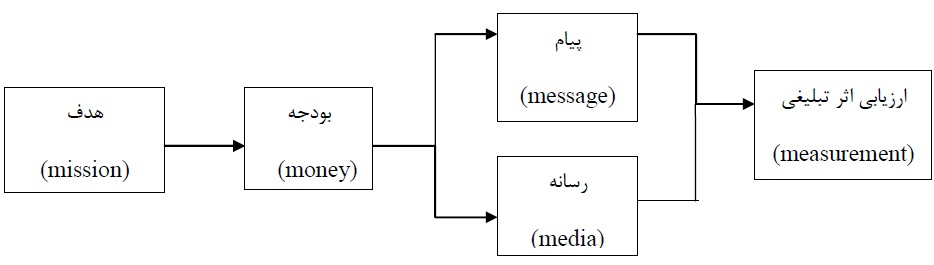 هدف
(mission)
بودجه
(money)
پیام
(message)
رسانه
(media)
ارزیابی اثر تبلیغی
(measurement)